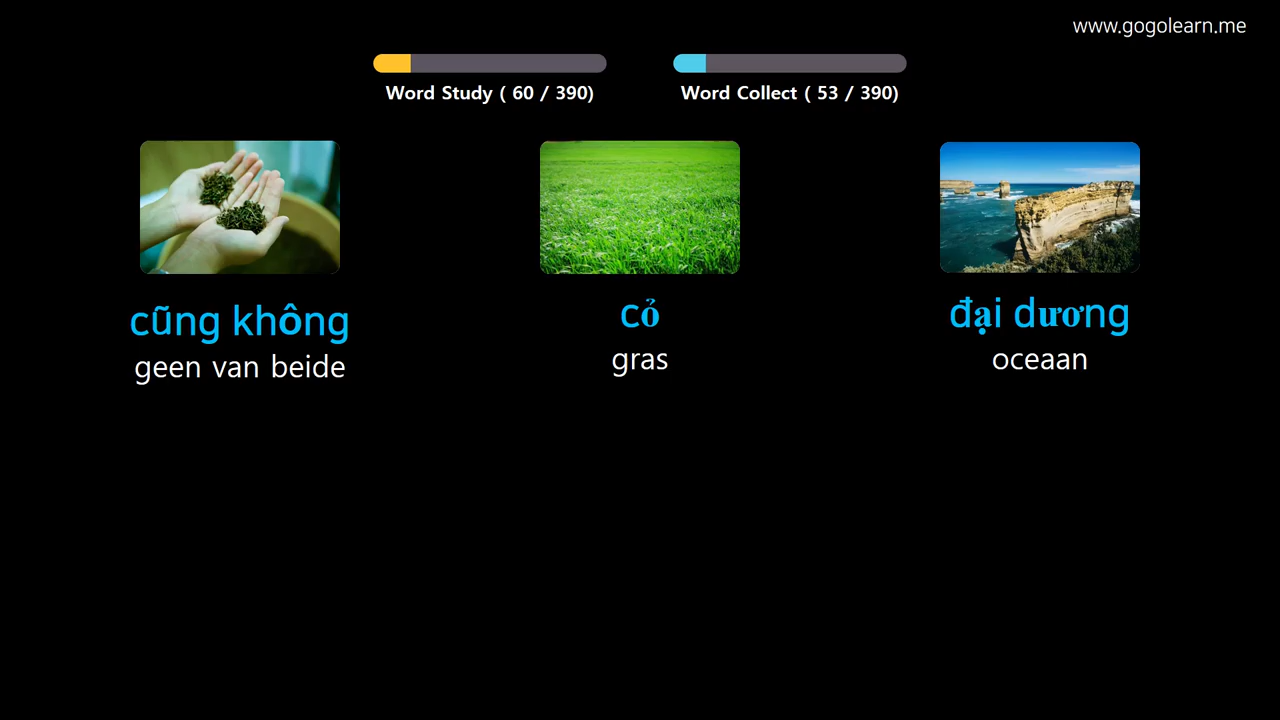 www.gogolearn.me
Word Study ( 60 / 390)
Word Collect ( 53 / 390)
cũng không
geen van beide
cỏ
gras
đại dương
oceaan